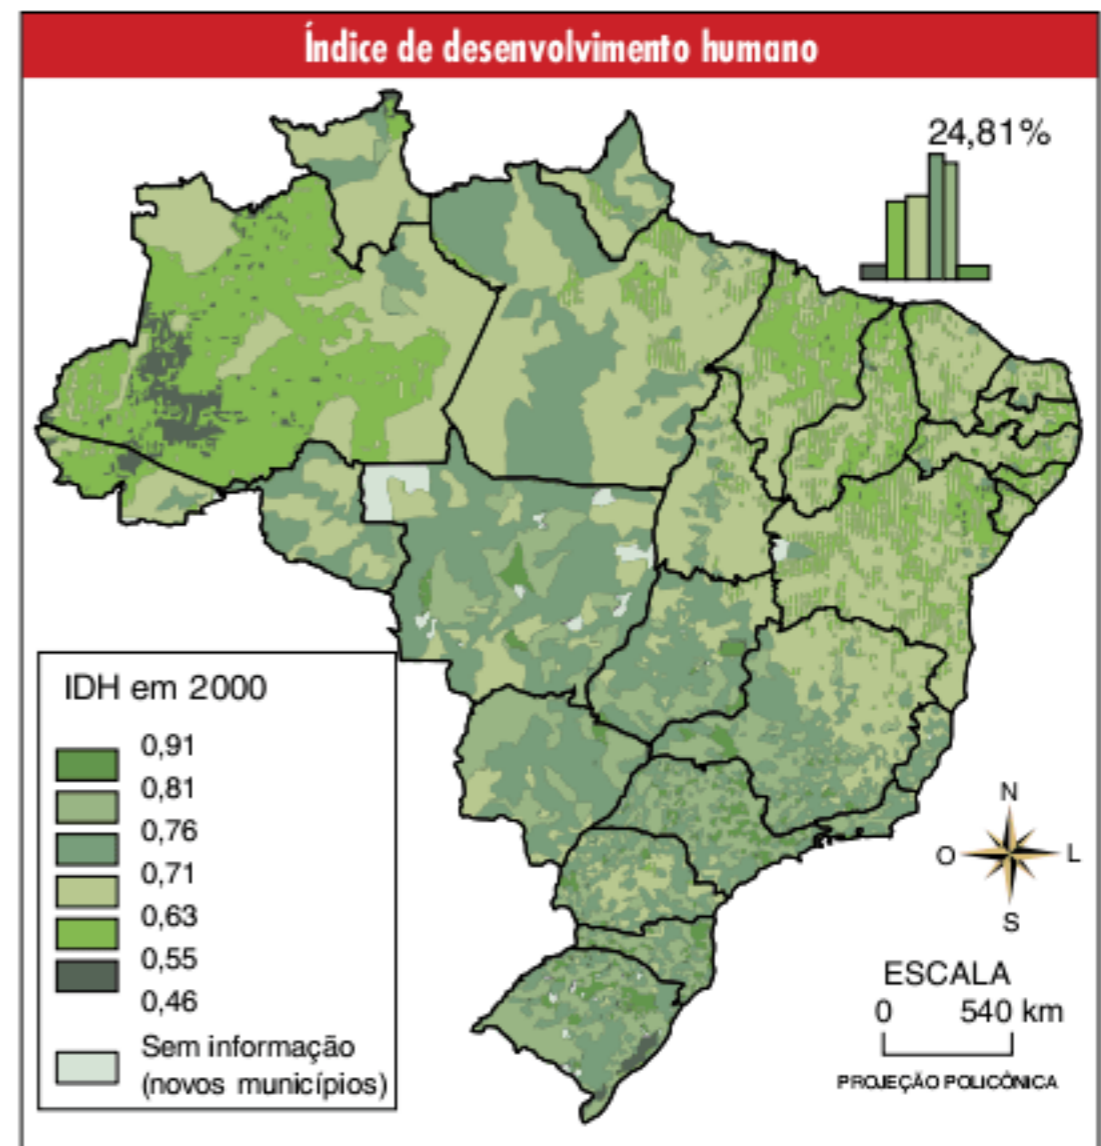 Índice de desenvolvimento humano
24,81%
IDH em 2000
0,91
0,81
0,76
0,71
0,63
0,55
0,46
Sem informação
(novos municípios)
N
O
L
S
ESCALA
0 540 km
PROJEÇÃO POLICÔNICA